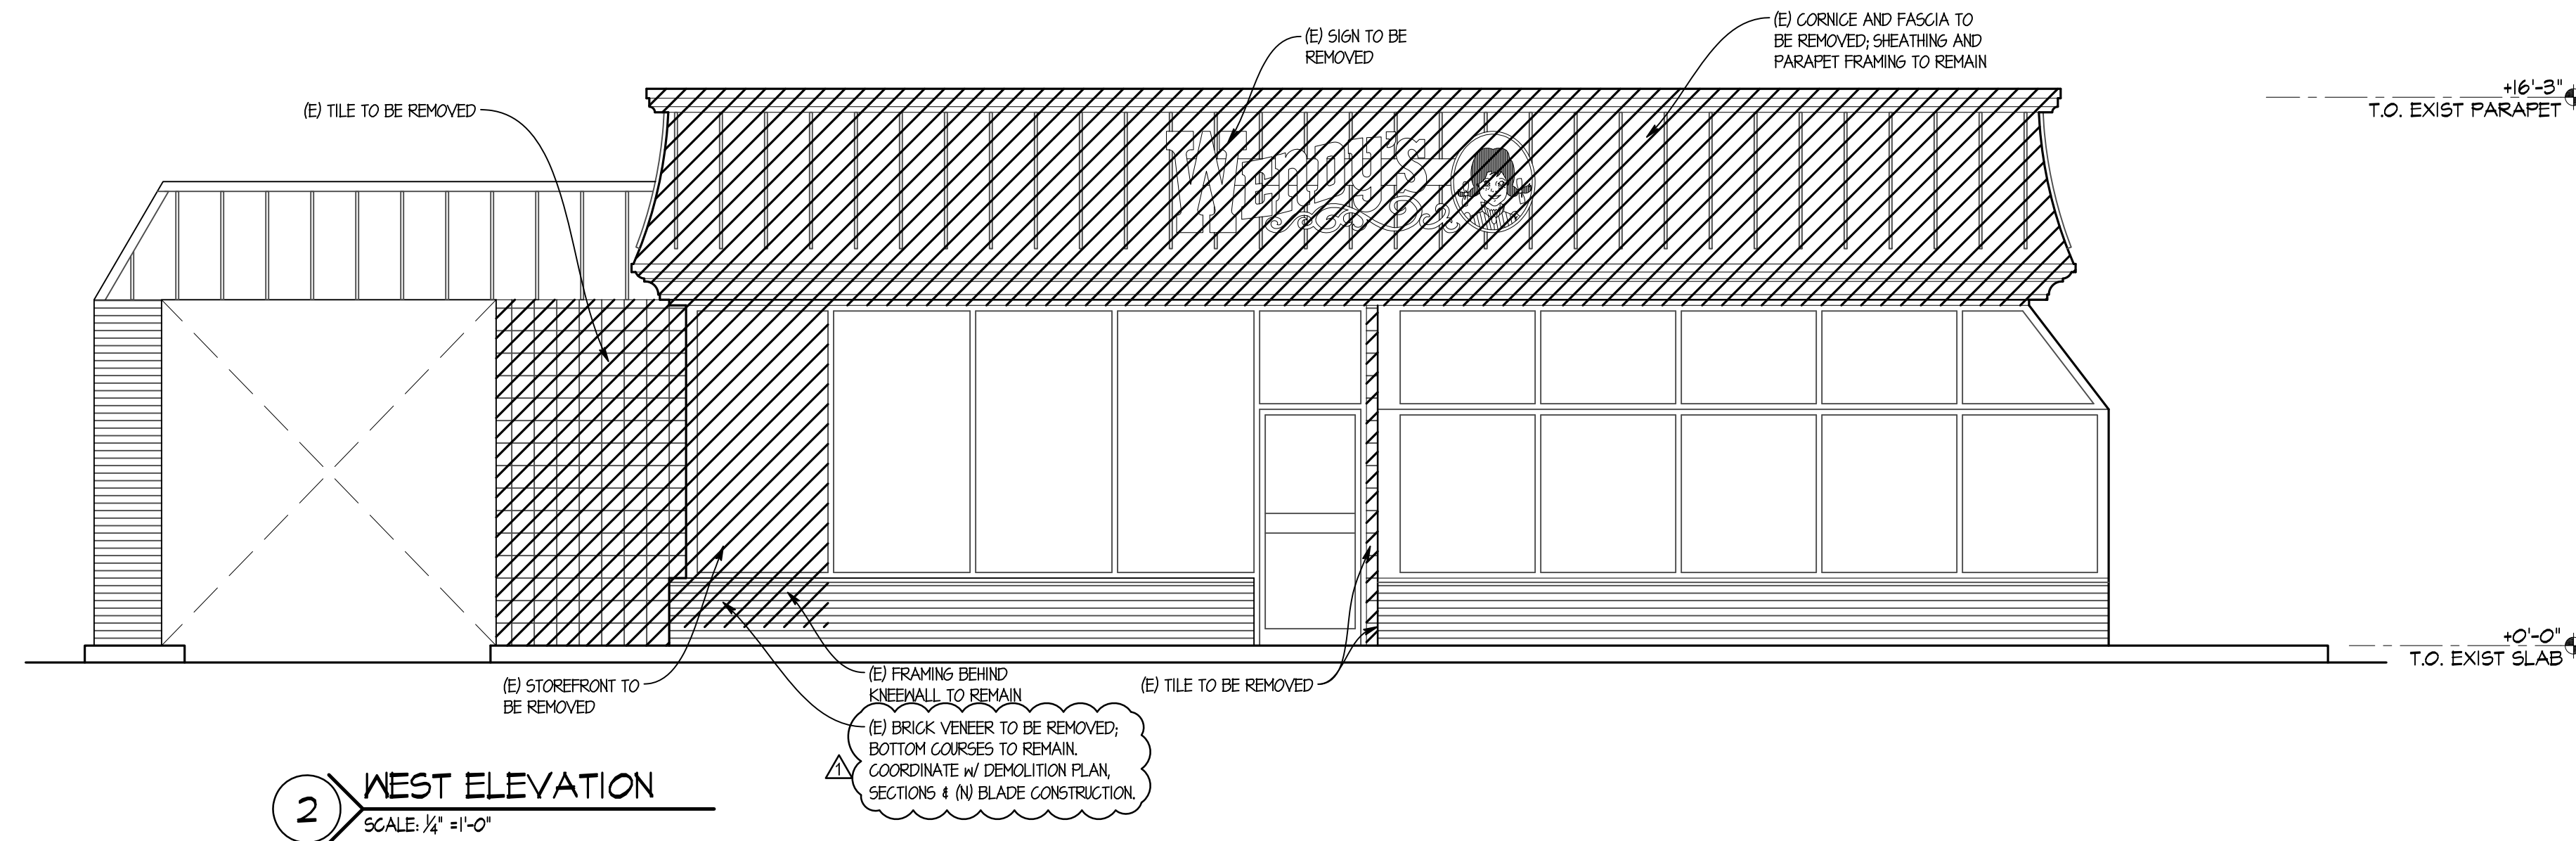 (E) CORNICE AND FASCIA TO
BE REMOVED; SHEATHING AND
PARAPET FRAMING TO REMAIN
(E) SIGN TO BE
REMOVED
+16'-3"
T.O. EXIST PARAPET
(E) TILE TO BE REMOVED
WENDY'S
+0'-0"
T.O. EXIST SLAB
(E) STOREFRONT TO
BE REMOVED
(E) FRAMING BEHIND
KNEEWALL TO REMAIN
(E) TILE TO BE REMOVED
(E) BRICK VENEER TO BE REMOVED;
BOTTOM COURSES TO REMAIN.
COORDINATE w/ DEMOLITION PLAN,
SECTIONS & (N) BLADE CONSTRUCTION.
1
2
WEST ELEVATION
SCALE: 1/4" =1'-0"